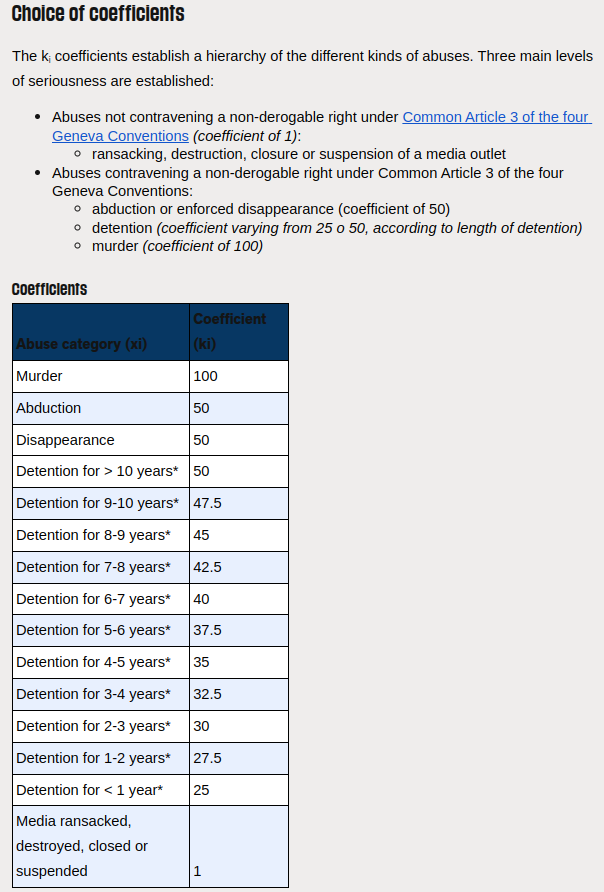 Choice of coefficients
The ki coefficients establish a hierarchy of the different kinds of abuses. Three main levels
of seriousness are established:
• Abuses not contravening a non-derogable right under Common Article 3 of the four
Geneva Conventions (coefficient of 1):
◦ ransacking, destruction, closure or suspension of a media outlet
• Abuses contravening a non-derogable right under Common Article 3 of the four
Geneva Conventions:
◦ abduction or enforced disappearance (coefficient of 50)
◦ detention (coefficient varying from 25 o 50, according to length of detention)
◦ murder (coefficient of 100)
Coefficients
Abuse category (xi) Coefficient
(ki)
Murder 100
Abduction 50
Disappearance 50
Detention for > 10 years* 50
Detention for 9-10 years* 47.5
Detention for 8-9 years* 45
Detention for 7-8 years* 42.5
Detention for 6-7 years* 40
Detention for 5-6 years* 37.5
Detention for 4-5 years* 35
Detention for 3-4 years* 32.5
Detention for 2-3 years* 30
Detention for 1-2 years* 27.5
Detention for < 1 year* 25
Media ransacked,
destroyed, closed or
suspended 1